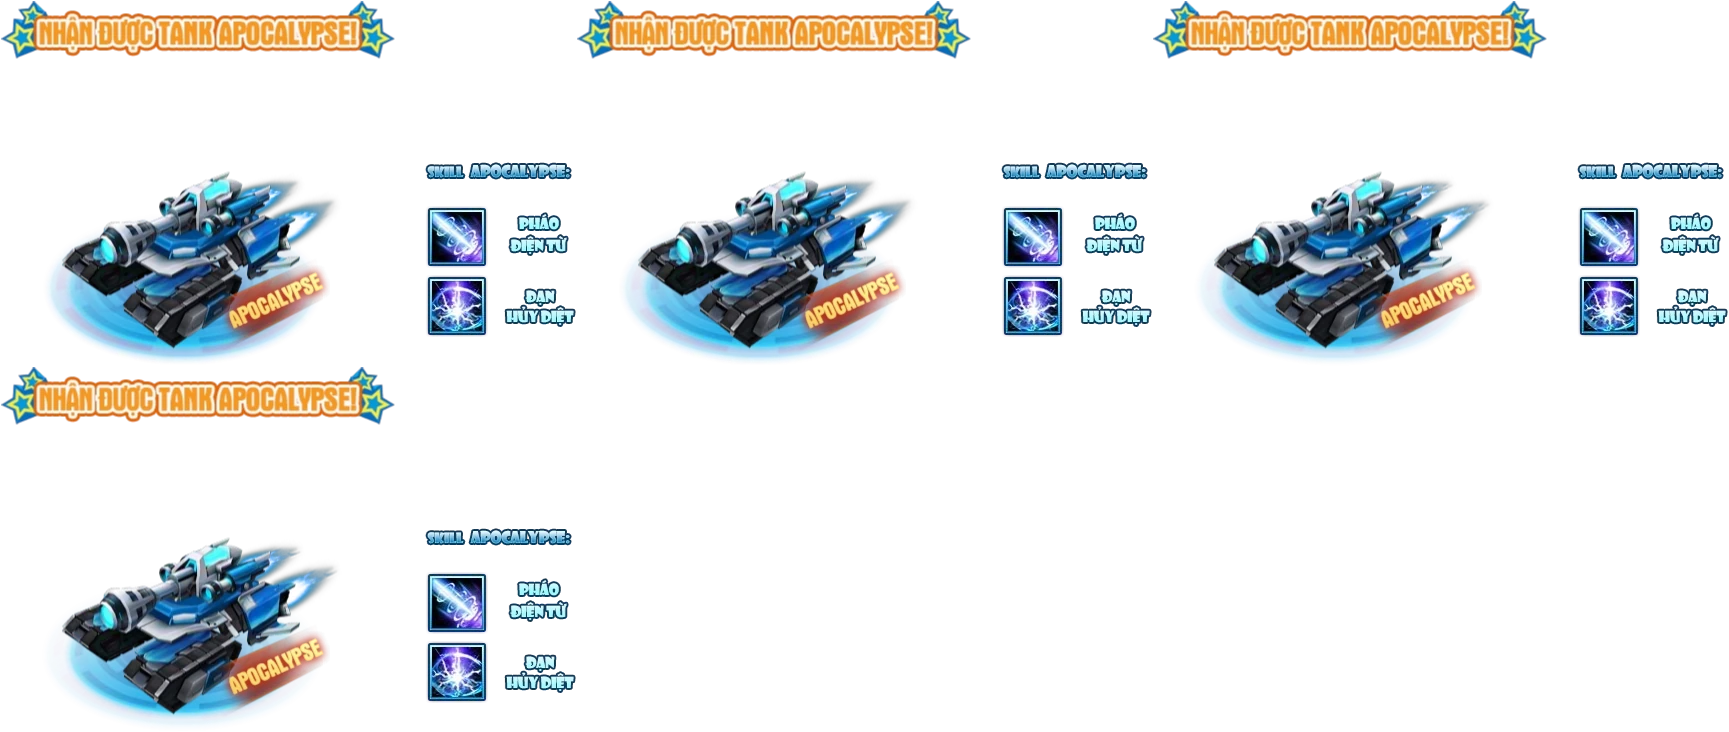 NHẬN ĐƯỢC TANK APOCALYPSE!
SKILL APOCALYPSE:
PHÁO
ĐIỆN TỪ
ĐẠN
HỦY DIỆT
APOCALYPSE
NHẬN ĐƯỢC TANK APOCALYPSE!
SKILL APOCALYPSE:
PHÁO
ĐIỆN TỪ
ĐẠN
HỦY DIỆT
APOCALYPSE
NHẬN ĐƯỢC TANK APOCALYPSE!
SKILL APOCALYPSE:
PHÁO
ĐIỆN TỪ
ĐẠN
HỦY DIỆT
APOCALYPSE
NHẬN ĐƯỢC TANK APOCALYPSE!
SKILL APOCALYPSE:
PHÁO
ĐIỆN TỪ
ĐẠN
HỦY DIỆT
APOCALYPSE